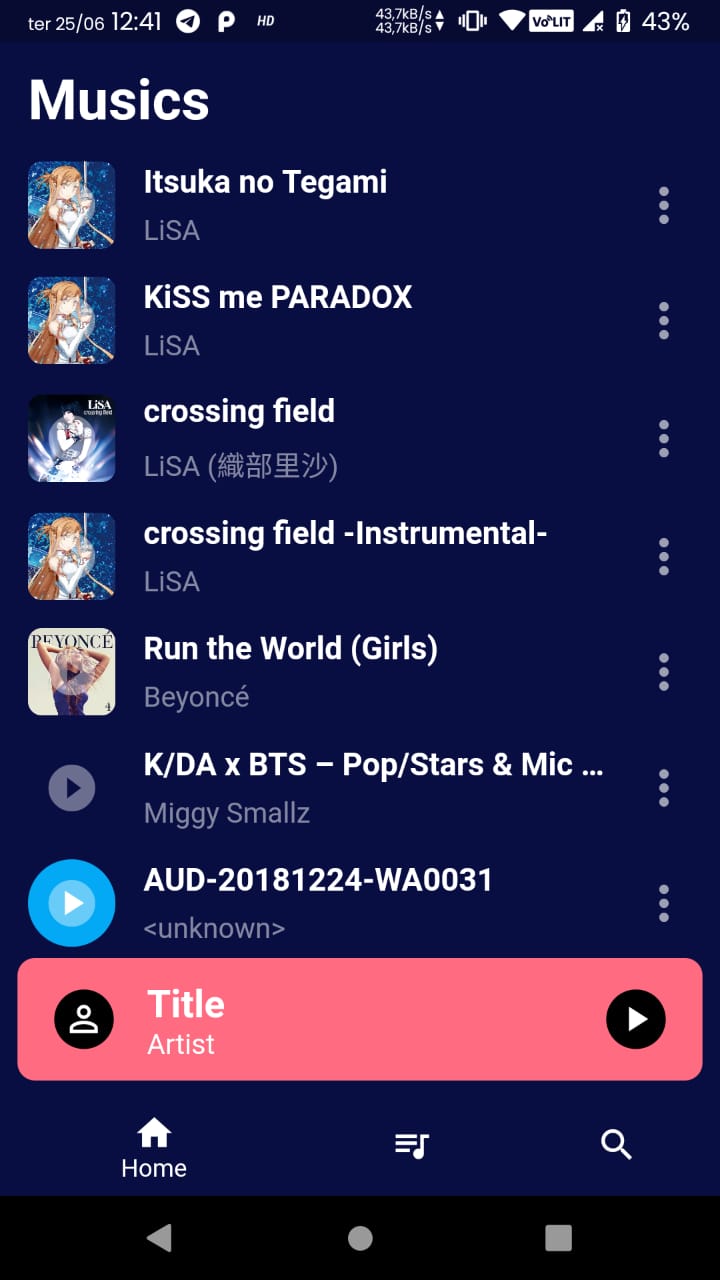 ter 25/06 12:41 HD 43,7kB/s 43,7kB/s VoLIT 43%
Musics
Itsuka no Tegami
LiSA
KiSS me PARADOX
LiSA
LiSA
crossing field
crossing field
LiSA (織部里沙)
crossing field -Instrumental-
LiSA
BEYONCÉ
4
Run the World (Girls)
Beyoncé
K/DA x BTS – Pop/Stars & Mic ...
Miggy Smallz
AUD-20181224-WA0031
<unknown>
Title
Artist
Home